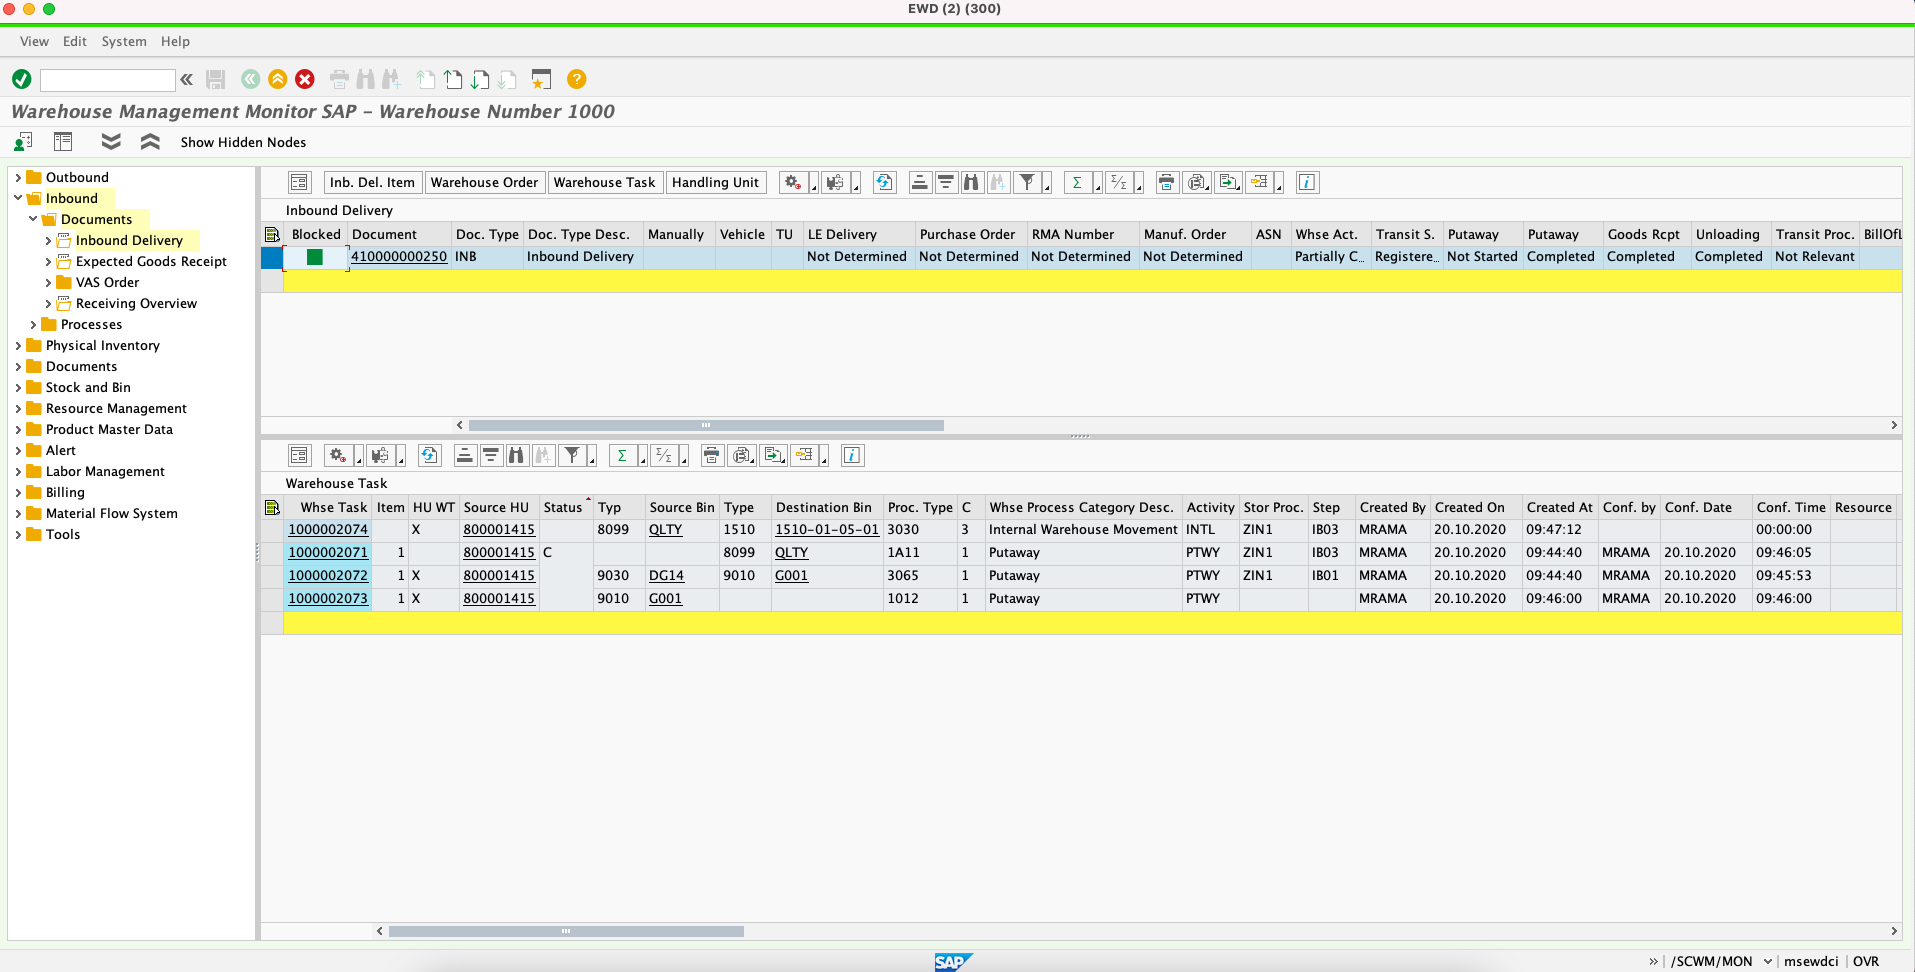 EWD (2) (300)
View Edit System Help
Warehouse Management Monitor SAP - Warehouse Number 1000
Show Hidden Nodes
Outbound
Inbound
Documents
Inbound Delivery
Expected Goods Receipt
VAS Order
Receiving Overview
Processes
Physical Inventory
Documents
Stock and Bin
Resource Management
Product Master Data
Alert
Labor Management
Billing
Material Flow System
Tools
Inb. Del. Item Warehouse Order Warehouse Task Handling Unit
Inbound Delivery
Blocked Document Doc. Type Doc. Type Desc. Manually Vehicle TU LE Delivery Purchase Order RMA Number Manuf. Order ASN Whse Act. Transit S. Putaway Putaway Goods Rcpt Unloading Transit Proc. BillOfL
410000000250 INB Inbound Delivery Not Determined Not Determined Not Determined Not Determined Partially C... Registere... Not Started Completed Completed Completed Not Relevant
Warehouse Task
Whse Task Item HU WT Source HU Status Typ Source Bin Type Destination Bin Proc. Type C Whse Process Category Desc. Activity Stor Proc. Step Created By Created On Created At Conf. by Conf. Date Conf. Time Resource
1000002074 X 800001415 8099 QLTY 1510 1510-01-05-01 3030 3 Internal Warehouse Movement INTL ZIN1 IB03 MRAMA 20.10.2020 09:47:12 00:00:00
1000002071 1 800001415 C 8099 QLTY 1A11 1 Putaway PTWY ZIN1 IB03 MRAMA 20.10.2020 09:44:40 MRAMA 20.10.2020 09:46:05
1000002072 1 X 800001415 9030 DG14 9010 G001 3065 1 Putaway PTWY ZIN1 IB01 MRAMA 20.10.2020 09:44:40 MRAMA 20.10.2020 09:45:53
1000002073 1 X 800001415 9010 G001 1012 1 Putaway PTWY MRAMA 20.10.2020 09:46:00 MRAMA 20.10.2020 09:46:00
SAP » /SCWM/MON msewdci OVR